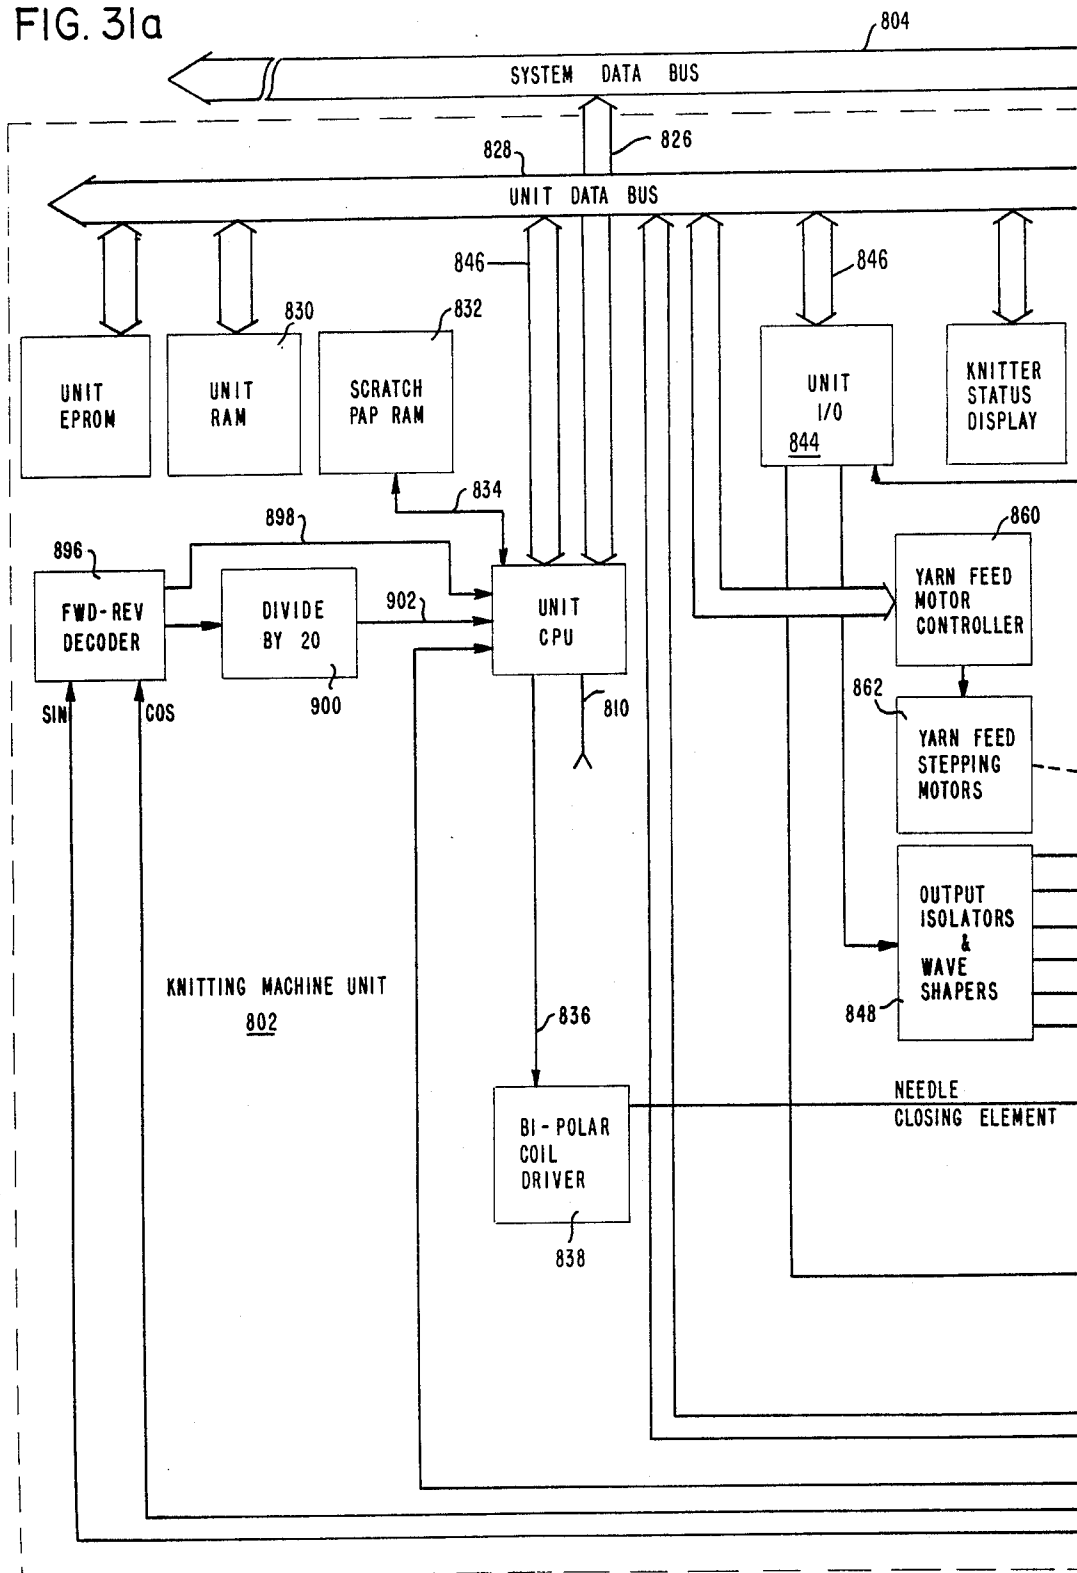 FIG. 31a
804
SYSTEM DATA BUS
826
828
UNIT DATA BUS
846
846
830
832
UNIT
EPROM
UNIT
RAM
SCRATCH
PAP RAM
UNIT
I/O
844
KNITTER
STATUS
DISPLAY
834
898
896
860
FWD-REV
DECODER
DIVIDE
BY 20
902
UNIT
CPU
YARN FEED
MOTOR
CONTROLLER
900
SIN
COS
810
862
YARN FEED
STEPPING
MOTORS
OUTPUT
ISOLATORS
&
WAVE
SHAPERS
848
KNITTING MACHINE UNIT
802
836
NEEDLE
CLOSING ELEMENT
BI-POLAR
COIL
DRIVER
838